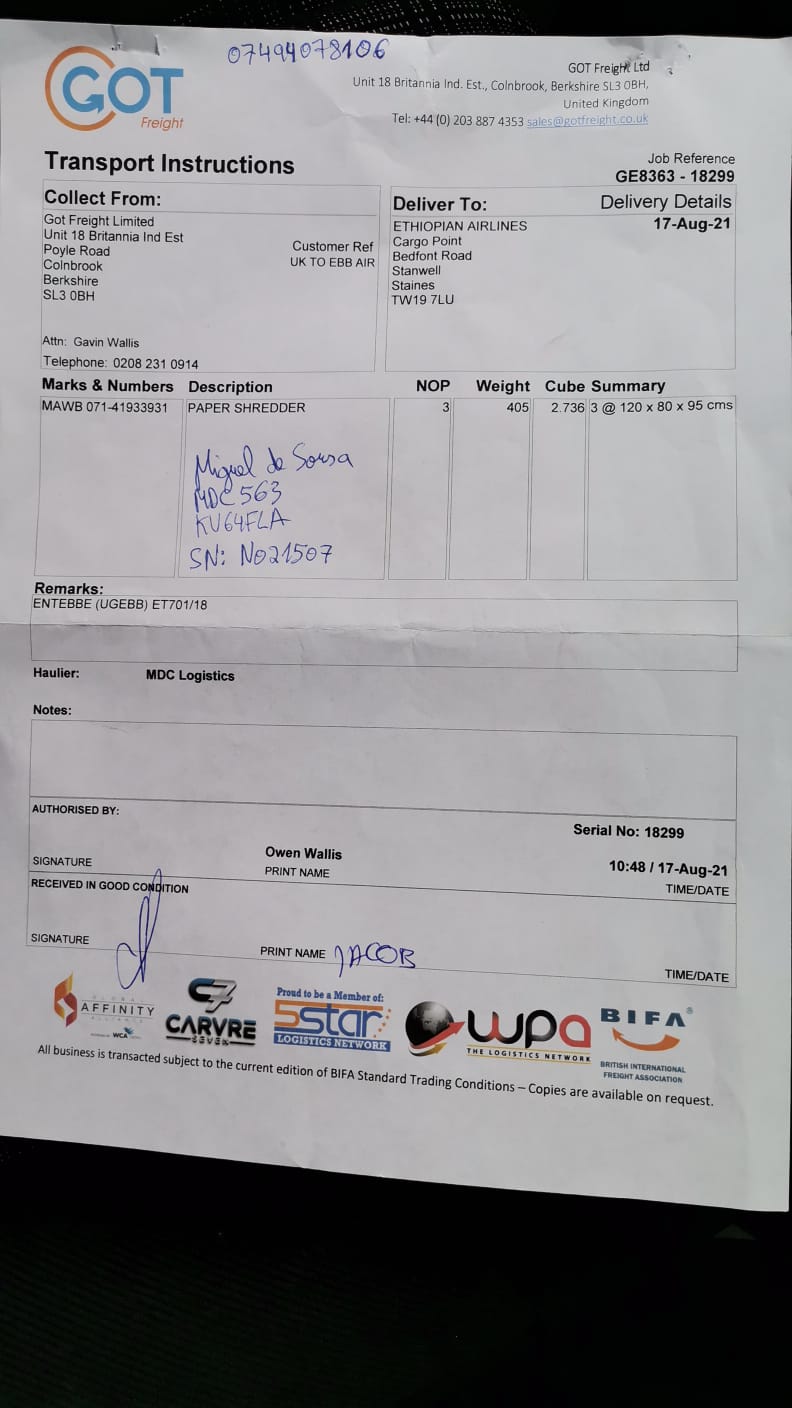 07494078106
GOT
Freight
GOT Freight Ltd
Unit 18 Britannia Ind. Est., Colnbrook, Berkshire SL3 0BH,
United Kingdom
Tel: +44 (0) 203 887 4353 sales@gotfreight.co.uk
Transport Instructions
Job Reference
GE8363 - 18299
Collect From:
Got Freight Limited
Unit 18 Britannia Ind Est
Poyle Road
Colnbrook
Berkshire
SL3 0BH
Customer Ref
UK TO EBB AIR
Attn: Gavin Wallis
Telephone: 0208 231 0914
Deliver To:
ETHIOPIAN AIRLINES
Cargo Point
Bedfont Road
Stanwell
Staines
TW19 7LU
Delivery Details
17-Aug-21
Marks & Numbers Description NOP Weight Cube Summary
MAWB 071-41933931 PAPER SHREDDER 3 405 2.736 3 @ 120 x 80 x 95 cms
Miguel de Sousa
MDC 563
KV64FLA
SN: No21507
Remarks:
ENTEBBE (UGEBB) ET701/18
Haulier: MDC Logistics
Notes:
AUTHORISED BY:
Serial No: 18299
Owen Wallis
10:48 / 17-Aug-21
SIGNATURE PRINT NAME TIME/DATE
RECEIVED IN GOOD CONDITION
SIGNATURE PRINT NAME JACOB TIME/DATE
AFFINITY
WCA
C7
CARVRE
SEVEN
Proud to be a Member of:
5star
LOGISTICS NETWORK
wpa
THE LOGISTICS NETWORK
BIFA®
BRITISH INTERNATIONAL
FREIGHT ASSOCIATION
All business is transacted subject to the current edition of BIFA Standard Trading Conditions – Copies are available on request.